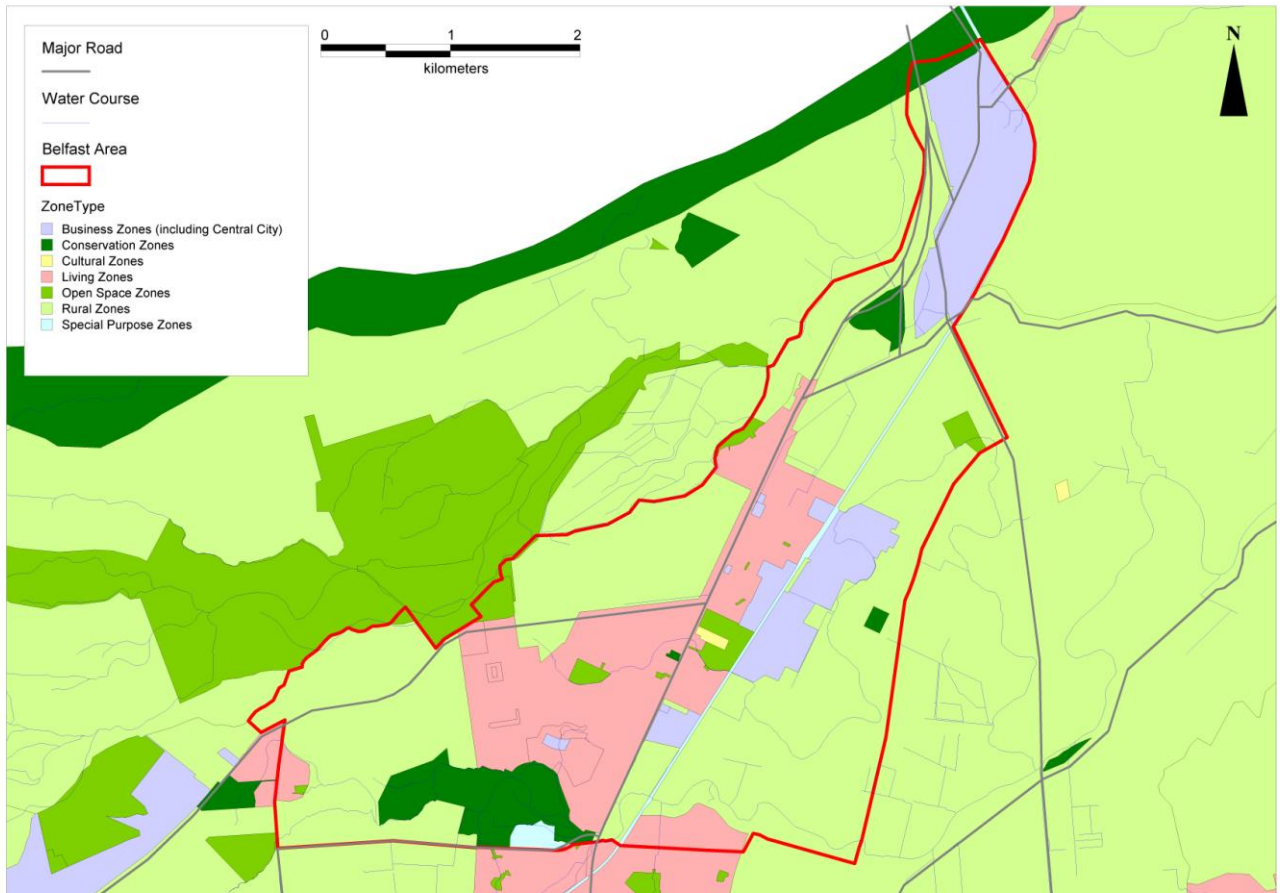 Major Road
Water Course
Belfast Area
ZoneType
Business Zones (including Central City)
Conservation Zones
Cultural Zones
Living Zones
Open Space Zones
Rural Zones
Special Purpose Zones
0 1 2
kilometers
N